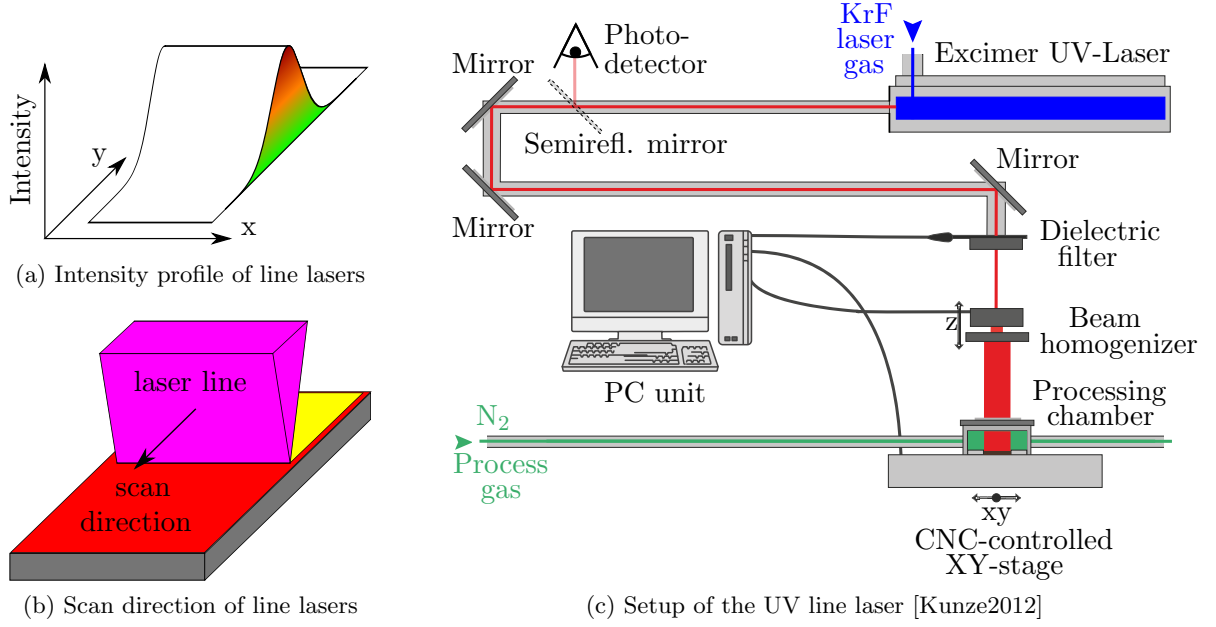 Intensity
y
x
(a) Intensity profile of line lasers
laser line
scan
direction
(b) Scan direction of line lasers
KrF
laser
gas
Excimer UV-Laser
Photo-
detector
Mirror
Semirefl. mirror
Mirror
Mirror
Dielectric
filter
z
Beam
homogenizer
PC unit
Processing
chamber
N2
Process
gas
xy
CNC-controlled
XY-stage
(c) Setup of the UV line laser [Kunze2012]